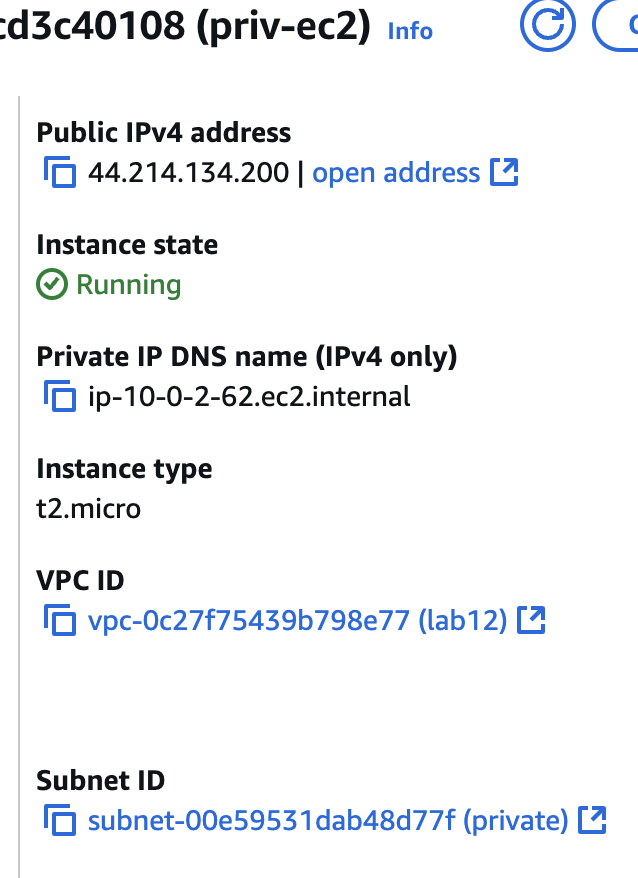 cd3c40108 (priv-ec2) Info
Public IPv4 address
44.214.134.200 | open address
Instance state
Running
Private IP DNS name (IPv4 only)
ip-10-0-2-62.ec2.internal
Instance type
t2.micro
VPC ID
vpc-0c27f75439b798e77 (lab12)
Subnet ID
subnet-00e59531dab48d77f (private)